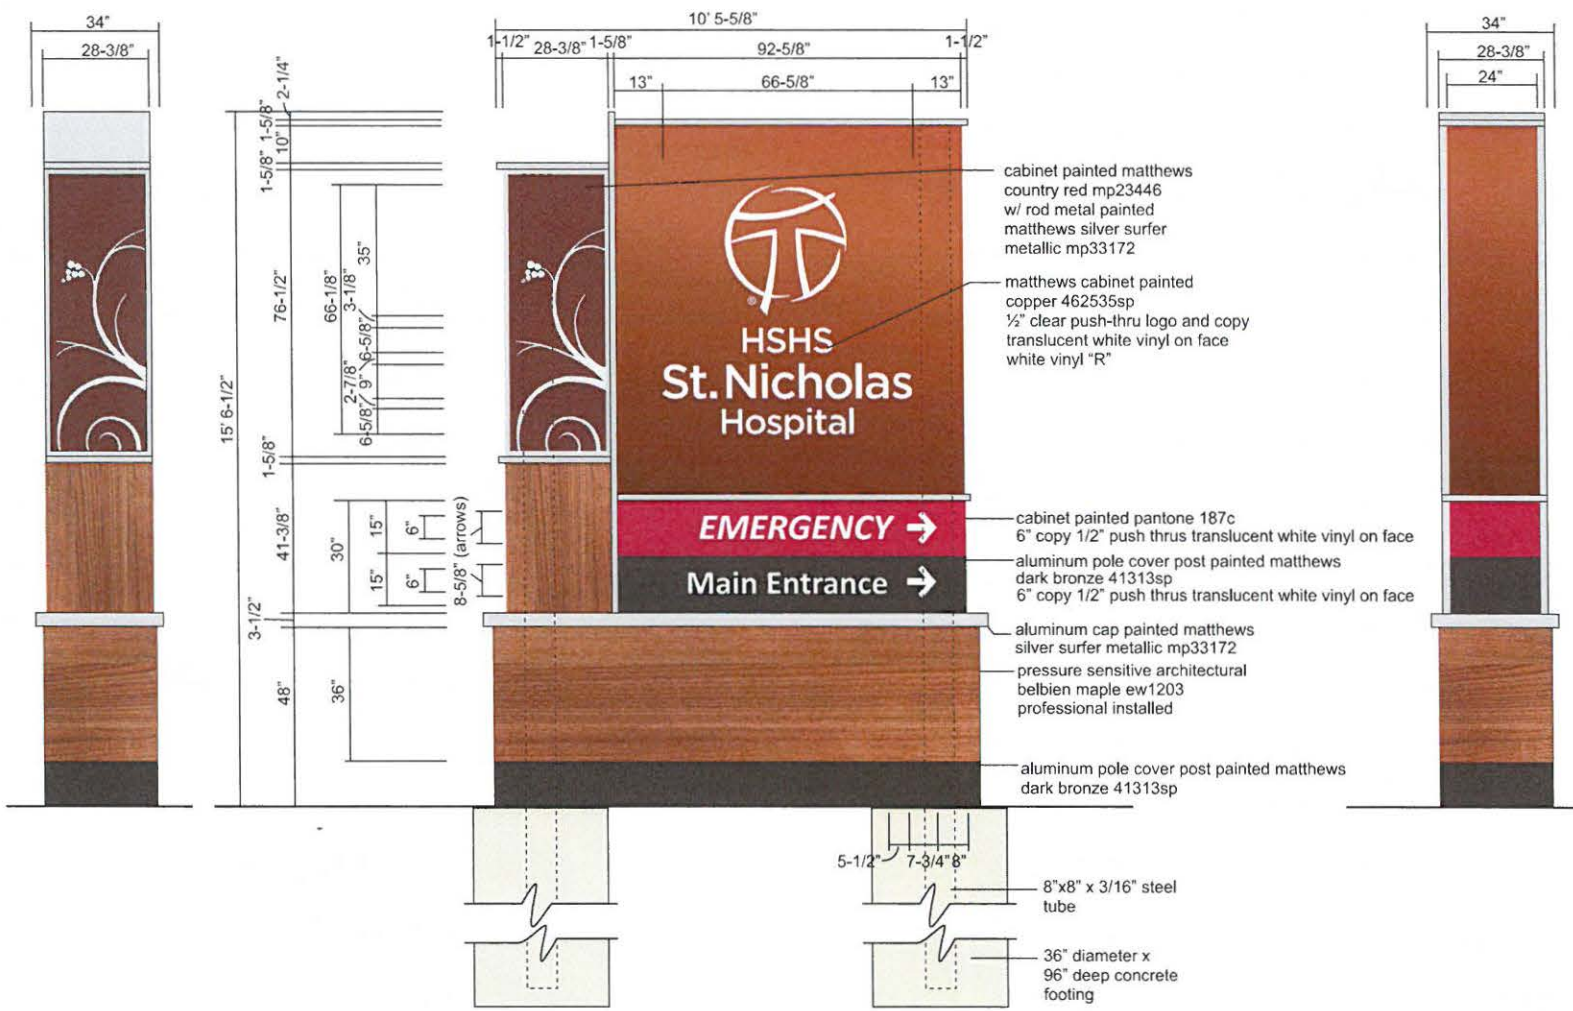 34"
28-3/8"
10' 5-5/8"
1-1/2"
28-3/8"
1-5/8"
92-5/8"
1-1/2"
13"
66-5/8"
13"
34"
28-3/8"
24"
2-1/4"
1-5/8"
10"
1-5/8"
76-1/2"
15' 6-1/2"
1-5/8"
41-3/8"
3-1/2"
48"
66-1/8"
35"
3-1/8"
6-5/8"
9"
2-7/8"
6-5/8"
30"
15"
15"
6"
6"
8-5/8" (arrows)
36"
®
HSHS
St. Nicholas
Hospital
EMERGENCY →
Main Entrance →
cabinet painted matthews
country red mp23446
w/ rod metal painted
matthews silver surfer
metallic mp33172
matthews cabinet painted
copper 462535sp
½" clear push-thru logo and copy
translucent white vinyl on face
white vinyl "R"
cabinet painted pantone 187c
6" copy 1/2" push thrus translucent white vinyl on face
aluminum pole cover post painted matthews
dark bronze 41313sp
6" copy 1/2" push thrus translucent white vinyl on face
aluminum cap painted matthews
silver surfer metallic mp33172
pressure sensitive architectural
belbien maple ew1203
professional installed
aluminum pole cover post painted matthews
dark bronze 41313sp
5-1/2"
7-3/4"
8"
8"x8" x 3/16" steel
tube
36" diameter x
96" deep concrete
footing